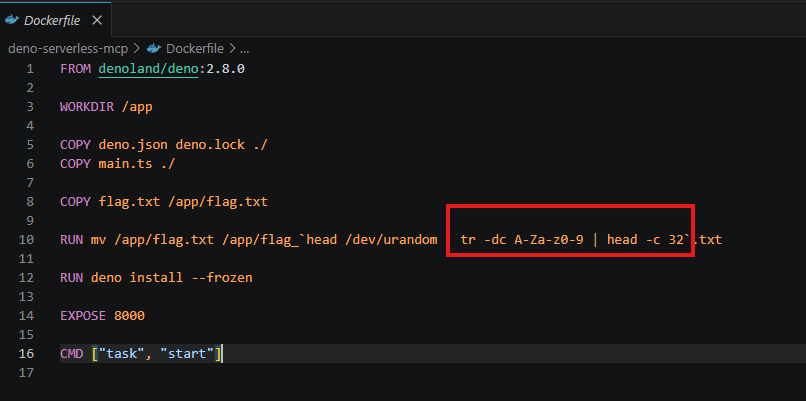 Dockerfile ×
deno-serverless-mcp > Dockerfile > ...
1 FROM denoland/deno:2.8.0
2
3 WORKDIR /app
4
5 COPY deno.json deno.lock ./
6 COPY main.ts ./
7
8 COPY flag.txt /app/flag.txt
9
10 RUN mv /app/flag.txt /app/flag_`head /dev/urandom tr -dc A-Za-z0-9 | head -c 32`.txt
11
12 RUN deno install --frozen
13
14 EXPOSE 8000
15
16 CMD ["task", "start"]
17